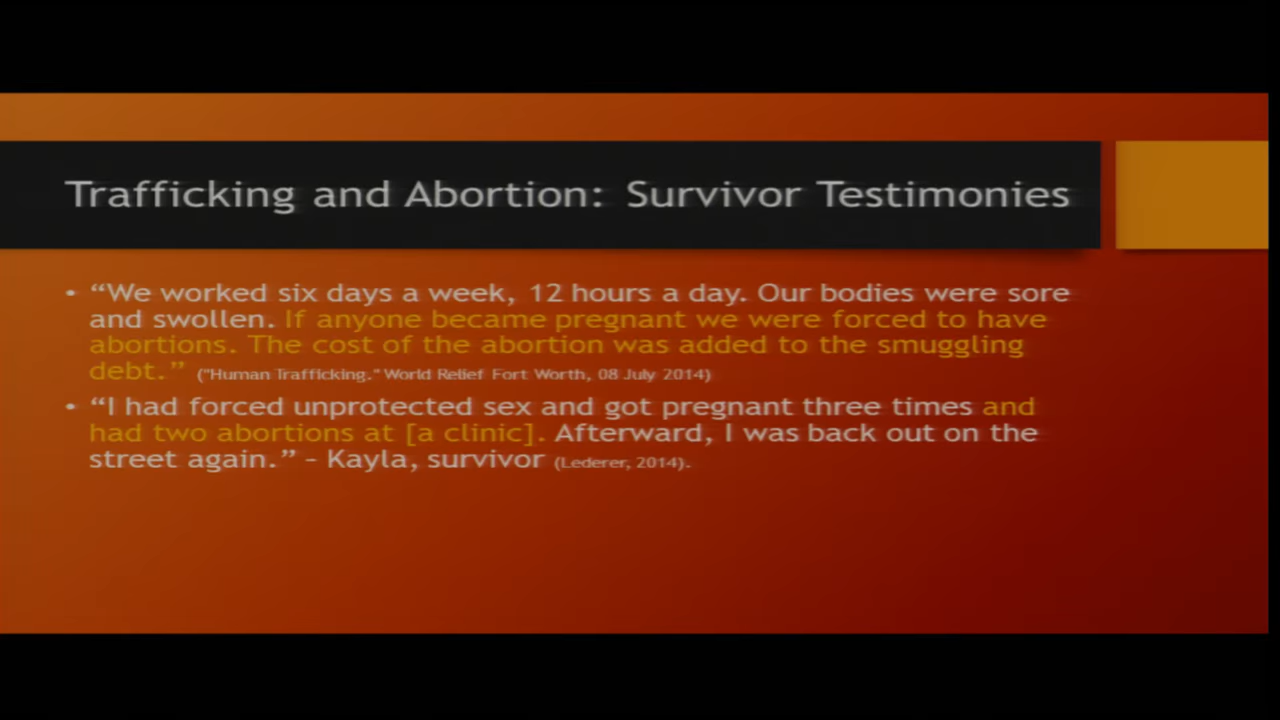 Trafficking and Abortion: Survivor Testimonies
• “We worked six days a week, 12 hours a day. Our bodies were sore
and swollen. If anyone became pregnant we were forced to have
abortions. The cost of the abortion was added to the smuggling
debt.” ("Human Trafficking." World Relief Fort Worth, 08 July 2014)
• “I had forced unprotected sex and got pregnant three times and
had two abortions at [a clinic]. Afterward, I was back out on the
street again.” – Kayla, survivor (Lederer, 2014).